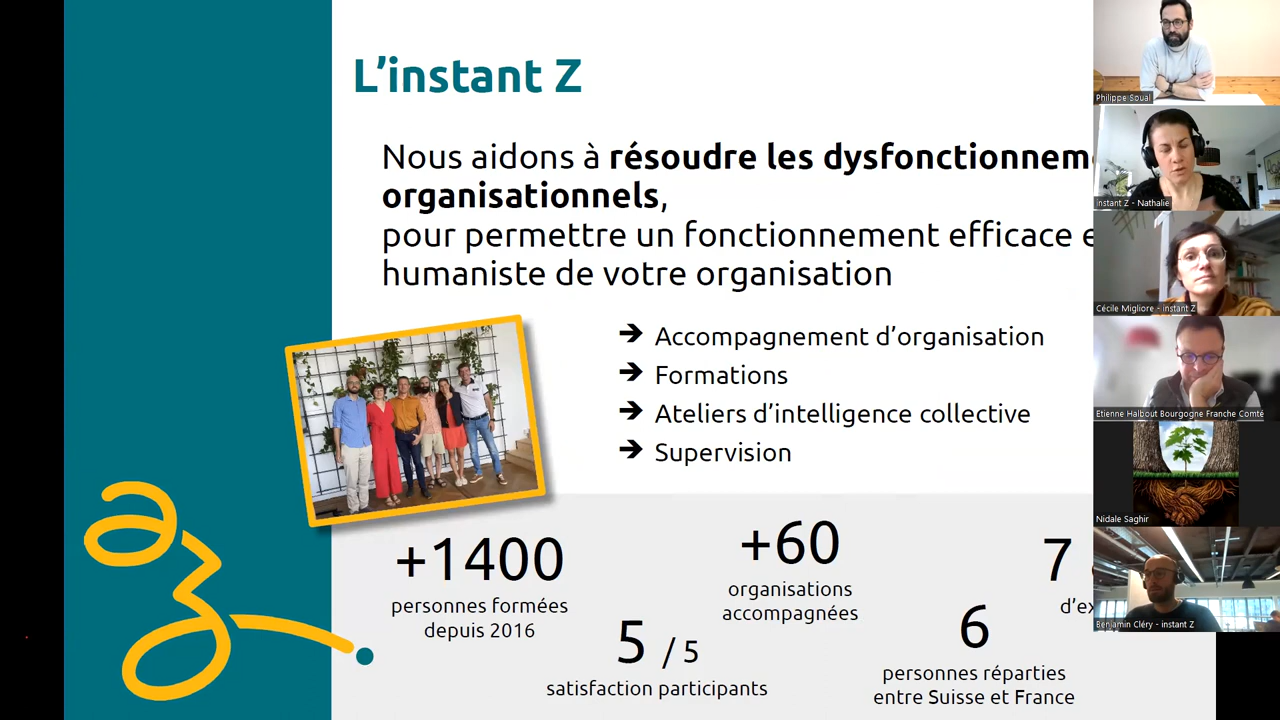 L’instant Z
Nous aidons à résoudre les dysfonctionnem
organisationnels,
pour permettre un fonctionnement efficace e
humaniste de votre organisation
➔ Accompagnement d’organisation
➔ Formations
➔ Ateliers d’intelligence collective
➔ Supervision
+1400
personnes formées
depuis 2016
5 / 5
satisfaction participants
+60
organisations
accompagnées
6
personnes réparties
entre Suisse et France
7
d’ex
Philippe Soual
instant Z - Nathalie
Cécile Migliore - instant Z
Etienne Halbout Bourgogne Franche Comté
Nidale Saghir
Benjamin Cléry - instant Z